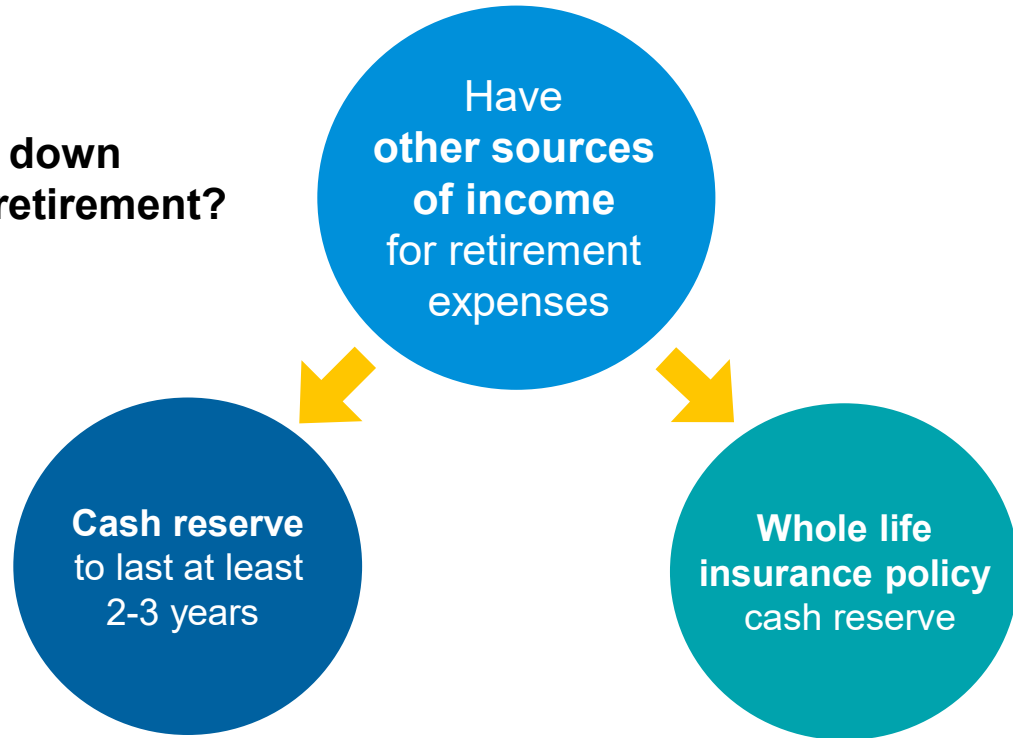 down
retirement?
Have
other sources
of income
for retirement
expenses
Cash reserve
to last at least
2-3 years
Whole life
insurance policy
cash reserve